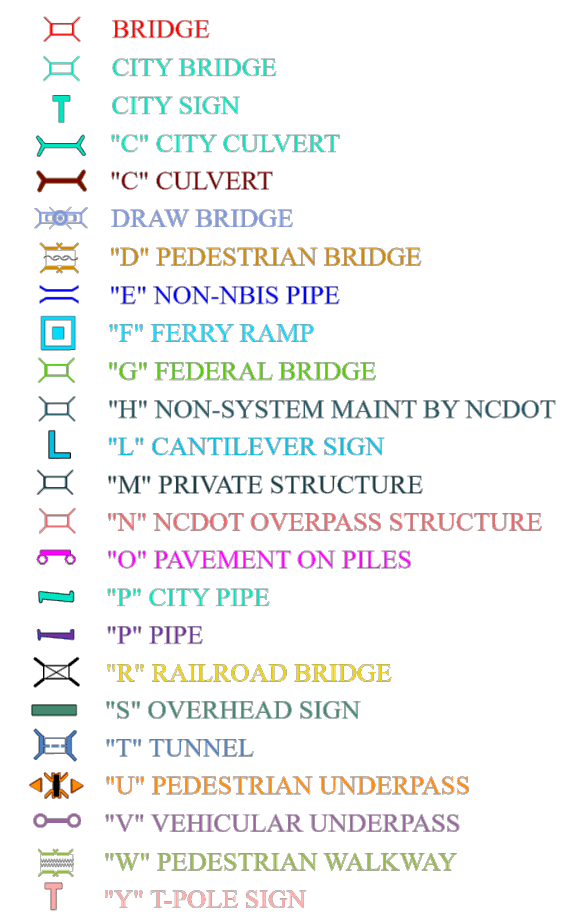 BRIDGE
CITY BRIDGE
CITY SIGN
"C" CITY CULVERT
"C" CULVERT
DRAW BRIDGE
"D" PEDESTRIAN BRIDGE
"E" NON-NBIS PIPE
"F" FERRY RAMP
"G" FEDERAL BRIDGE
"H" NON-SYSTEM MAINT BY NCDOT
"L" CANTILEVER SIGN
"M" PRIVATE STRUCTURE
"N" NCDOT OVERPASS STRUCTURE
"O" PAVEMENT ON PILES
"P" CITY PIPE
"P" PIPE
"R" RAILROAD BRIDGE
"S" OVERHEAD SIGN
"T" TUNNEL
"U" PEDESTRIAN UNDERPASS
"V" VEHICULAR UNDERPASS
"W" PEDESTRIAN WALKWAY
"Y" T-POLE SIGN